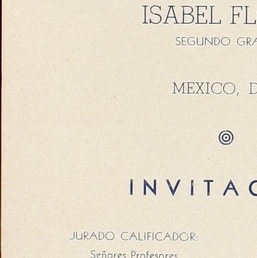 ISABEL FL
SEGUNDO GRA
MEXICO, D
INVITAC
JURADO CALIFICADOR:
Señores Profesores